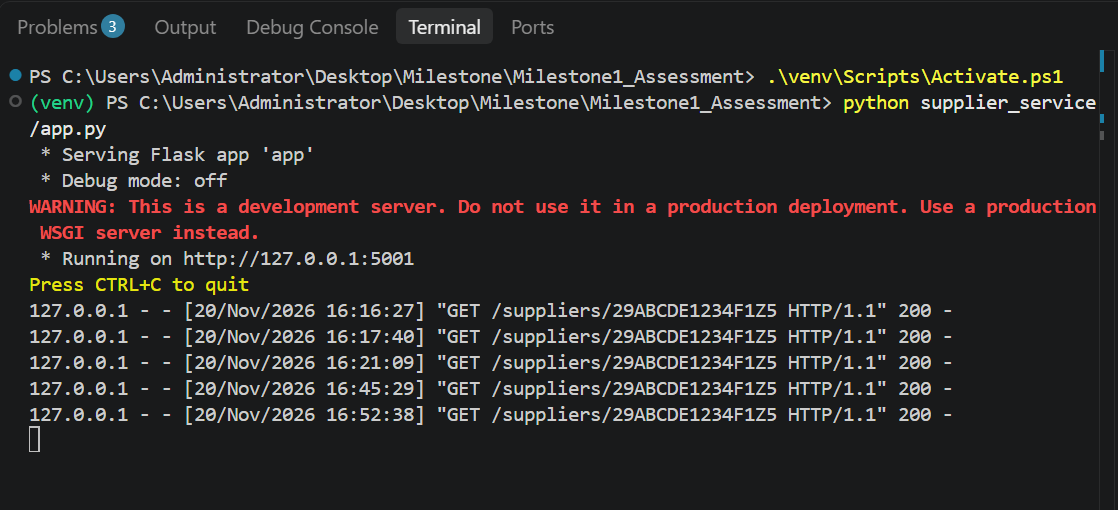 Problems 3 Output Debug Console Terminal Ports
PS C:\Users\Administrator\Desktop\Milestone\Milestone1_Assessment> .\venv\Scripts\Activate.ps1
(venv) PS C:\Users\Administrator\Desktop\Milestone\Milestone1_Assessment> python supplier_service
/app.py
 * Serving Flask app 'app'
 * Debug mode: off
WARNING: This is a development server. Do not use it in a production deployment. Use a production
 WSGI server instead.
 * Running on http://127.0.0.1:5001
Press CTRL+C to quit
127.0.0.1 - - [20/Nov/2026 16:16:27] "GET /suppliers/29ABCDE1234F1Z5 HTTP/1.1" 200 -
127.0.0.1 - - [20/Nov/2026 16:17:40] "GET /suppliers/29ABCDE1234F1Z5 HTTP/1.1" 200 -
127.0.0.1 - - [20/Nov/2026 16:21:09] "GET /suppliers/29ABCDE1234F1Z5 HTTP/1.1" 200 -
127.0.0.1 - - [20/Nov/2026 16:45:29] "GET /suppliers/29ABCDE1234F1Z5 HTTP/1.1" 200 -
127.0.0.1 - - [20/Nov/2026 16:52:38] "GET /suppliers/29ABCDE1234F1Z5 HTTP/1.1" 200 -